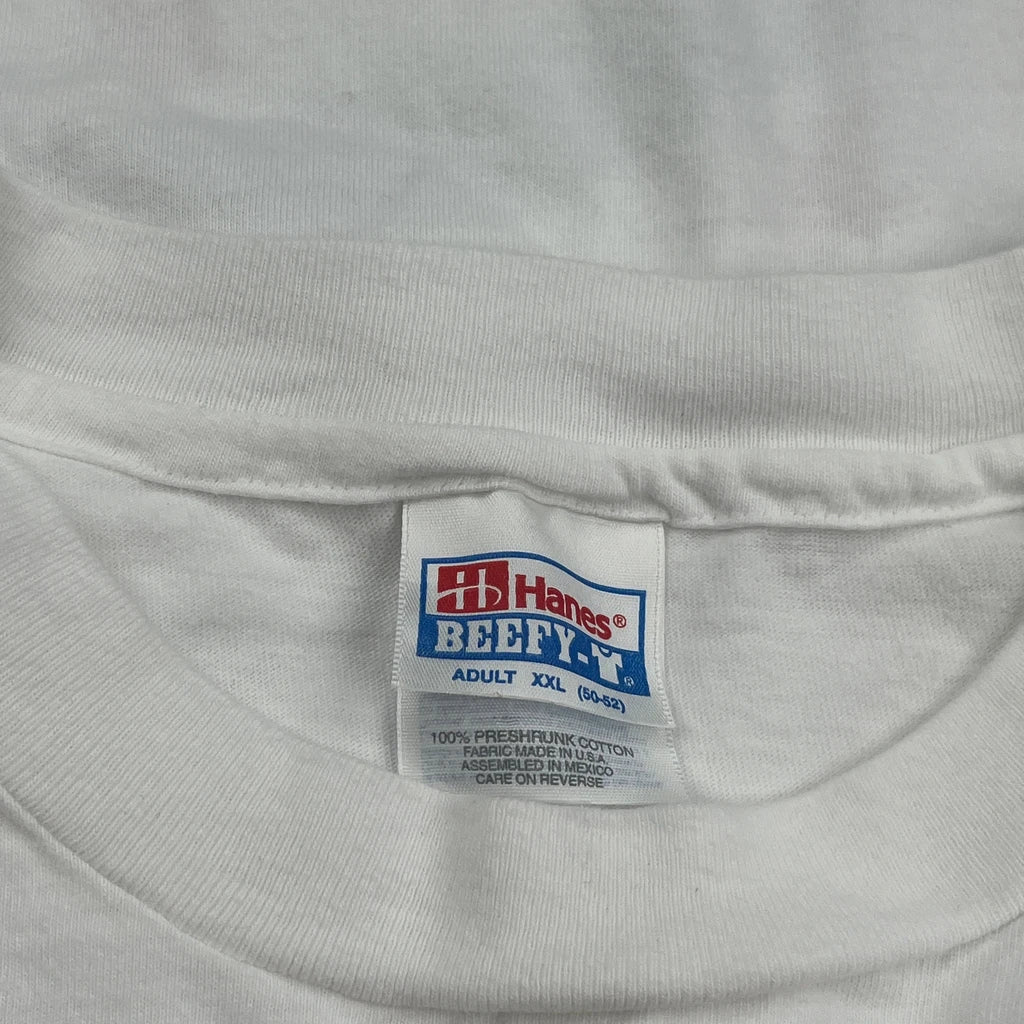 Hanes®
BEEFY-T®
ADULT XXL (50-52)
100% PRESHRUNK COTTON
FABRIC MADE IN U.S.A.
ASSEMBLED IN MEXICO
CARE ON REVERSE